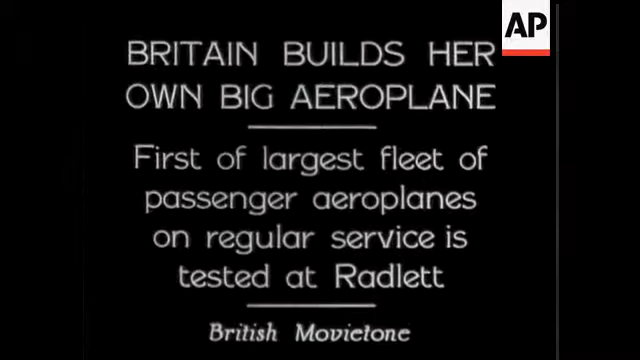 AP
BRITAIN BUILDS HER
OWN BIG AEROPLANE
First of largest fleet of
passenger aeroplanes
on regular service is
tested at Radlett
British Movietone